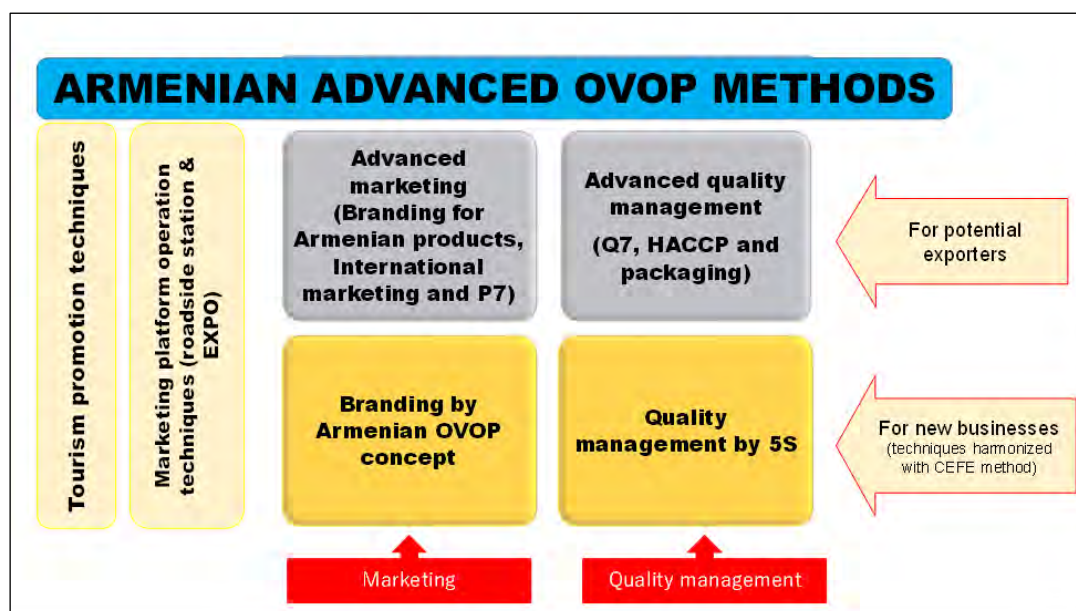 ARMENIAN ADVANCED OVOP METHODS
Tourism promotion techniques
Marketing platform operation
techniques (roadside station &
EXPO)
Advanced
marketing
(Branding for
Armenian products,
International
marketing and P7)
Advanced quality
management
(Q7, HACCP and
packaging)
For potential
exporters
Branding by
Armenian OVOP
concept
Quality
management by 5S
For new businesses
(techniques harmonized
with CEFE method)
Marketing
Quality management